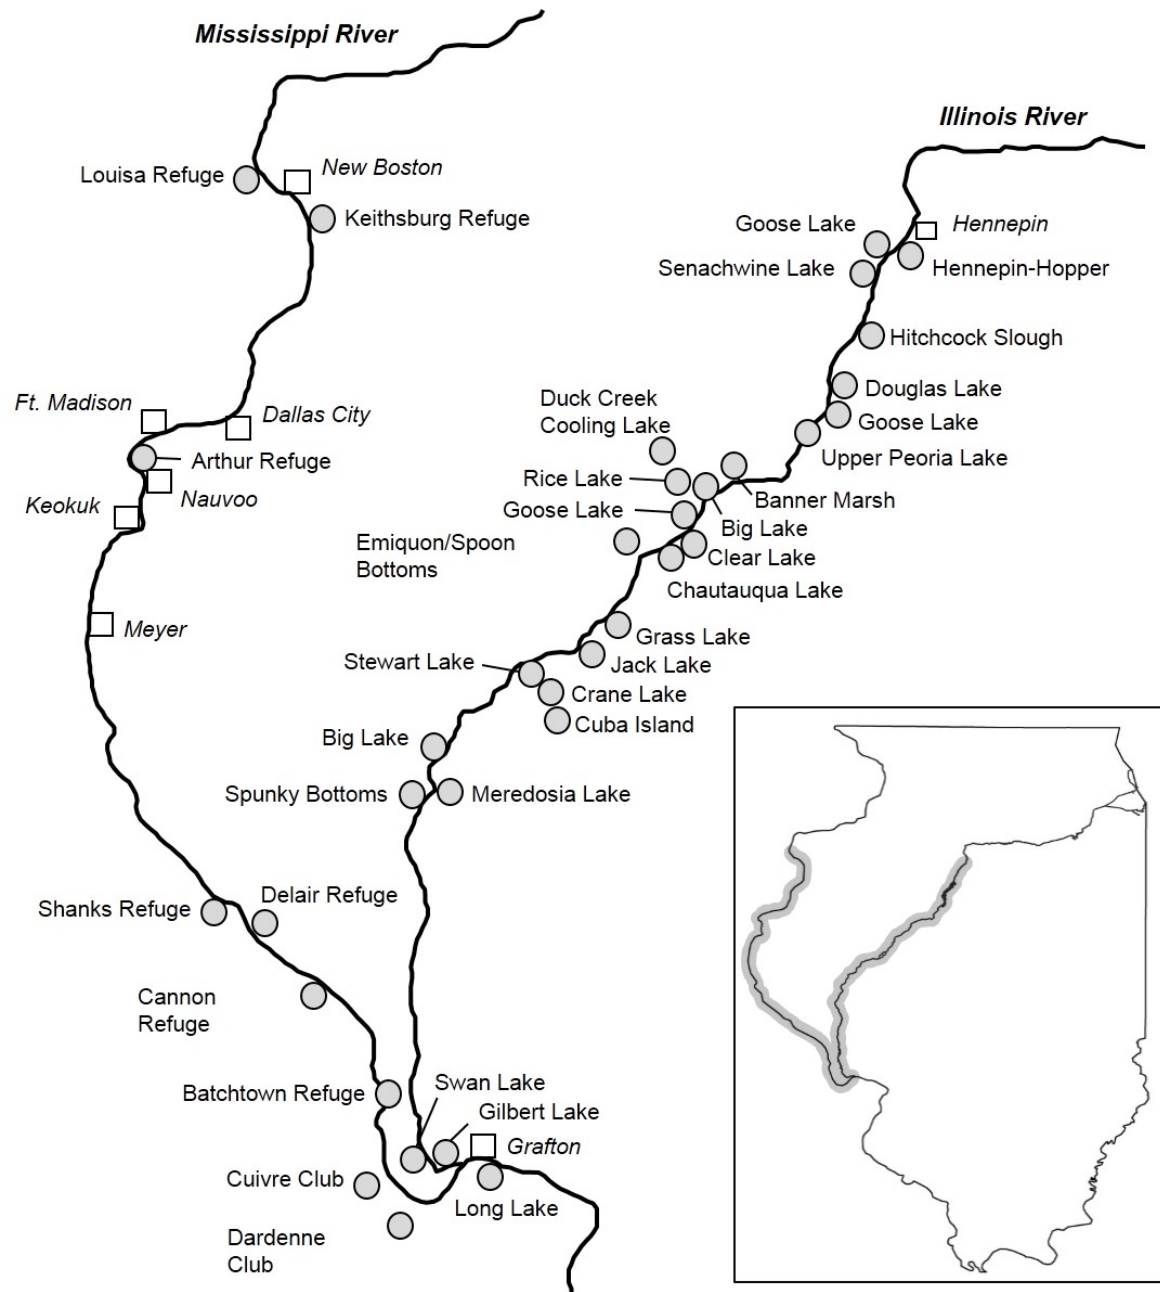 Mississippi River
Illinois River
Louisa Refuge
New Boston
Keithsburg Refuge
Goose Lake
Hennepin
Senachwine Lake
Hennepin-Hopper
Hitchcock Slough
Ft. Madison
Dallas City
Duck Creek
Cooling Lake
Douglas Lake
Goose Lake
Arthur Refuge
Upper Peoria Lake
Rice Lake
Nauvoo
Banner Marsh
Keokuk
Goose Lake
Big Lake
Emiquon/Spoon
Bottoms
Clear Lake
Chautauqua Lake
Meyer
Grass Lake
Stewart Lake
Jack Lake
Crane Lake
Cuba Island
Big Lake
Spunky Bottoms
Meredosia Lake
Shanks Refuge
Delair Refuge
Cannon
Refuge
Batchtown Refuge
Swan Lake
Gilbert Lake
Grafton
Cuivre Club
Long Lake
Dardenne
Club